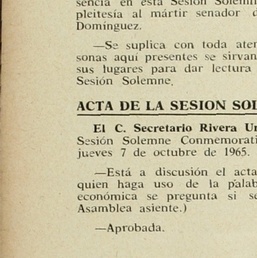 sencia en esta Sesión Solemn
pleitesía al mártir senador d
Domínguez.
—Se suplica con toda aten
sonas aquí presentes se sirvan
sus lugares para dar lectura
Sesión Solemne.
ACTA DE LA SESION SOL
El C. Secretario Rivera Ur
Sesión Solemne Conmemorati
jueves 7 de octubre de 1965.
—Está a discusión el acta
quien haga uso de la palab
económica se pregunta si se
Asamblea asiente.)
—Aprobada.